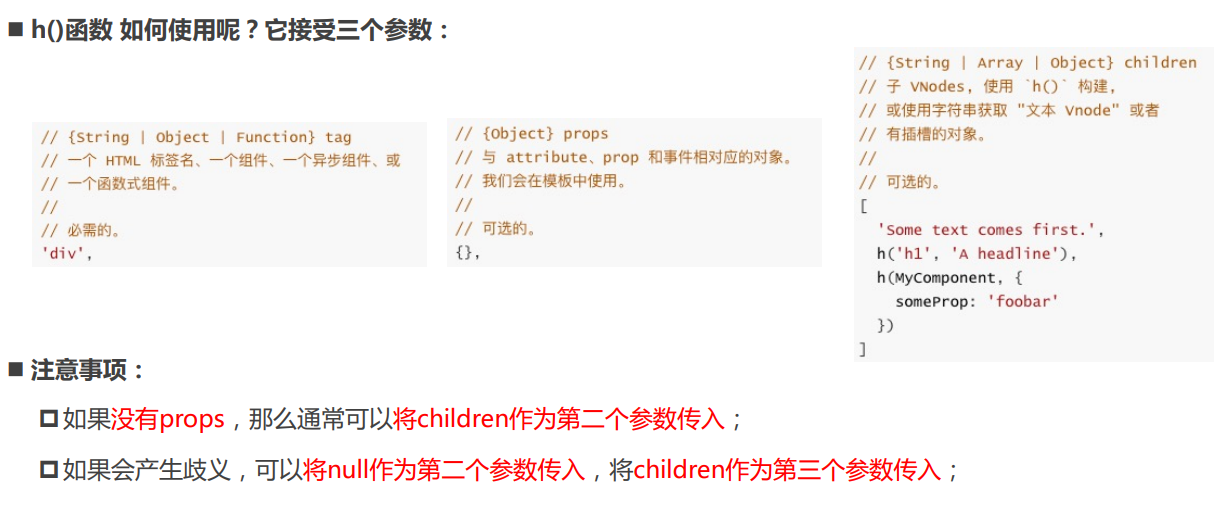 ■ h()函数 如何使用呢？它接受三个参数：
// {String | Object | Function} tag
// 一个 HTML 标签名、一个组件、一个异步组件、或
// 一个函数式组件。
//
// 必需的。
'div',
// {Object} props
// 与 attribute、prop 和事件相对应的对象。
// 我们会在模板中使用。
//
// 可选的。
{},
// {String | Array | Object} children
// 子 VNodes, 使用 `h()` 构建,
// 或使用字符串获取 "文本 Vnode" 或者
// 有插槽的对象。
//
// 可选的。
[
'Some text comes first.',
h('h1', 'A headline'),
h(MyComponent, {
someProp: 'foobar'
})
]
■ 注意事项：
如果没有props，那么通常可以将children作为第二个参数传入；
如果会产生歧义，可以将null作为第二个参数传入，将children作为第三个参数传入；